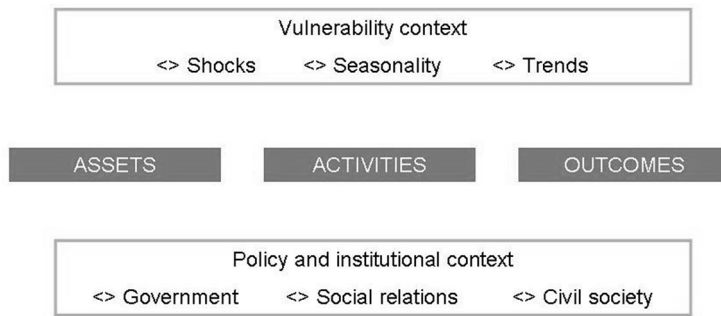 Vulnerability context
<> Shocks <> Seasonality <> Trends
ASSETS ACTIVITIES OUTCOMES
Policy and institutional context
<> Government <> Social relations <> Civil society